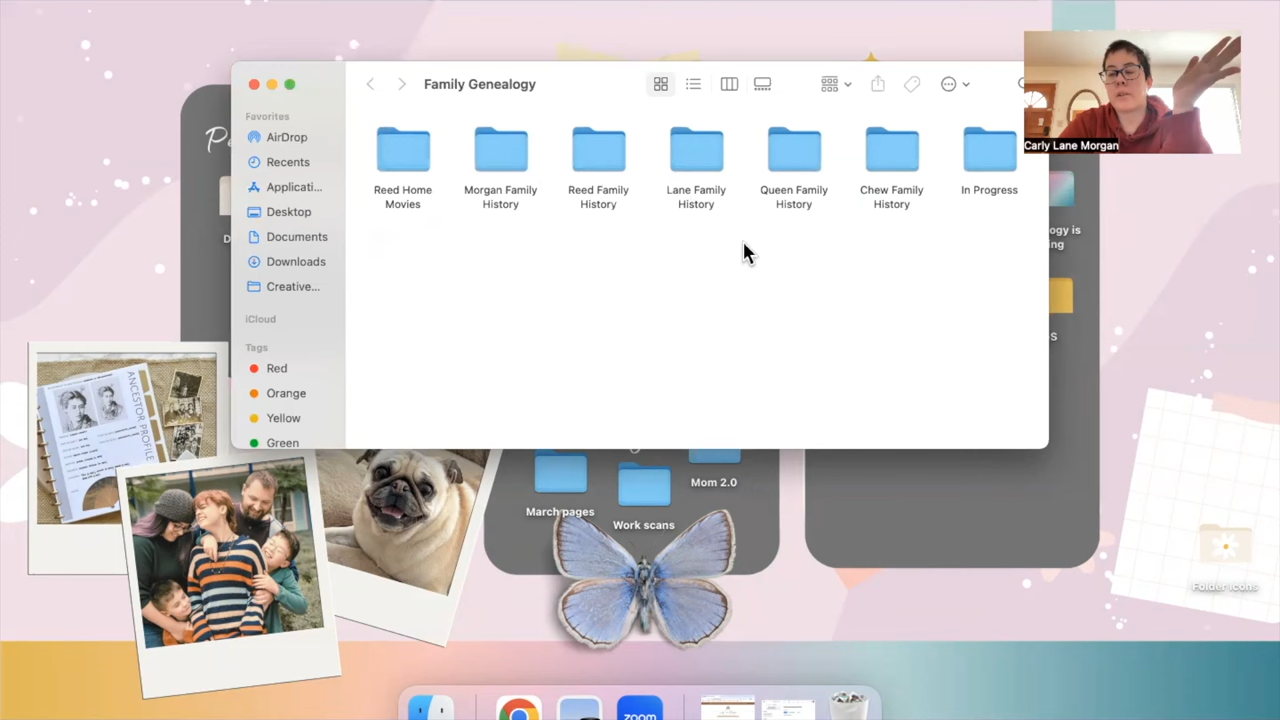 Family Genealogy
Carly Lane Morgan
Favorites
AirDrop
Recents
Applicati...
Desktop
Documents
Downloads
Creative...
iCloud
Tags
Red
Orange
Yellow
Green
Reed Home
Movies
Morgan Family
History
Reed Family
History
Lane Family
History
Queen Family
History
Chew Family
History
In Progress
ogy is
March pages
Work scans
Mom 2.0
Folder icons
ANCESTOR PROFILE
zoom